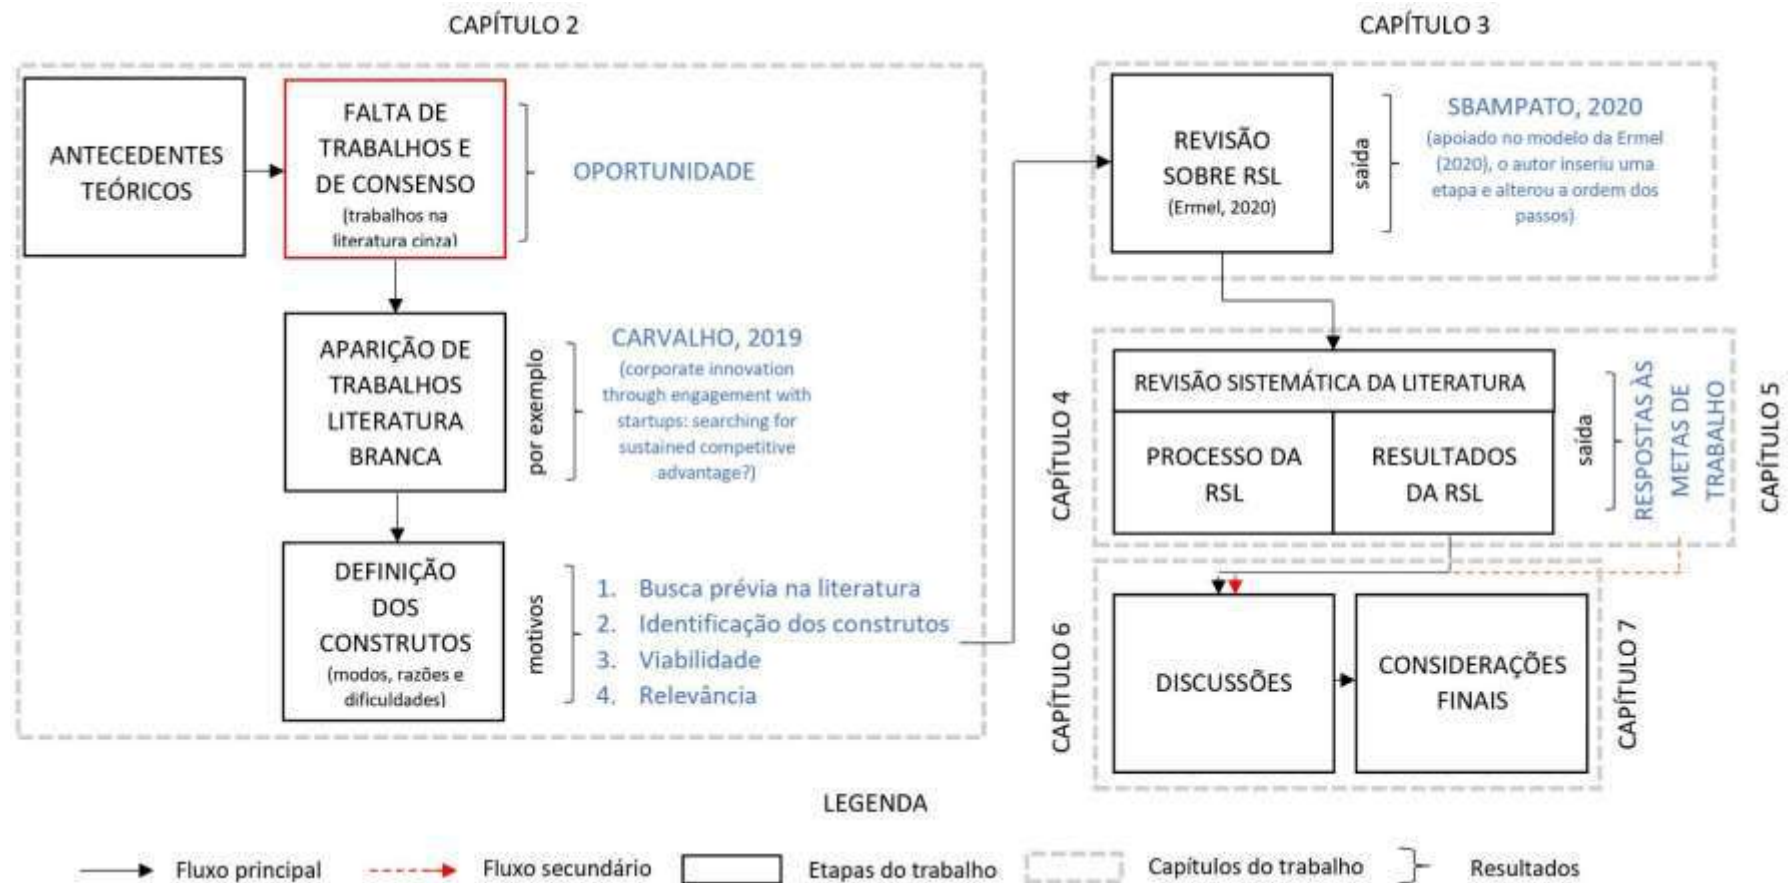 CAPÍTULO 2
ANTECEDENTES
TEÓRICOS
FALTA DE
TRABALHOS E
DE CONSENSO
(trabalhos na
literatura cinza)
OPORTUNIDADE
APARIÇÃO DE
TRABALHOS
LITERATURA
BRANCA
por exemplo
CARVALHO, 2019
(corporate innovation
through engagement with
startups: searching for
sustained competitive
advantage?)
DEFINIÇÃO
DOS
CONSTRUTOS
(modos, razões e
dificuldades)
motivos
1. Busca prévia na literatura
2. Identificação dos construtos
3. Viabilidade
4. Relevância
CAPÍTULO 3
REVISÃO
SOBRE RSL
(Ermel, 2020)
saída
SBAMPATO, 2020
(apoiado no modelo da Ermel
(2020), o autor inseriu uma
etapa e alterou a ordem dos
passos)
CAPÍTULO 4
REVISÃO SISTEMÁTICA DA LITERATURA
PROCESSO DA
RSL
RESULTADOS
DA RSL
saída
RESPOSTAS ÀS
METAS DE
TRABALHO
CAPÍTULO 5
CAPÍTULO 6
DISCUSSÕES
CONSIDERAÇÕES
FINAIS
CAPÍTULO 7
LEGENDA
Fluxo principal
Fluxo secundário
Etapas do trabalho
Capítulos do trabalho
Resultados